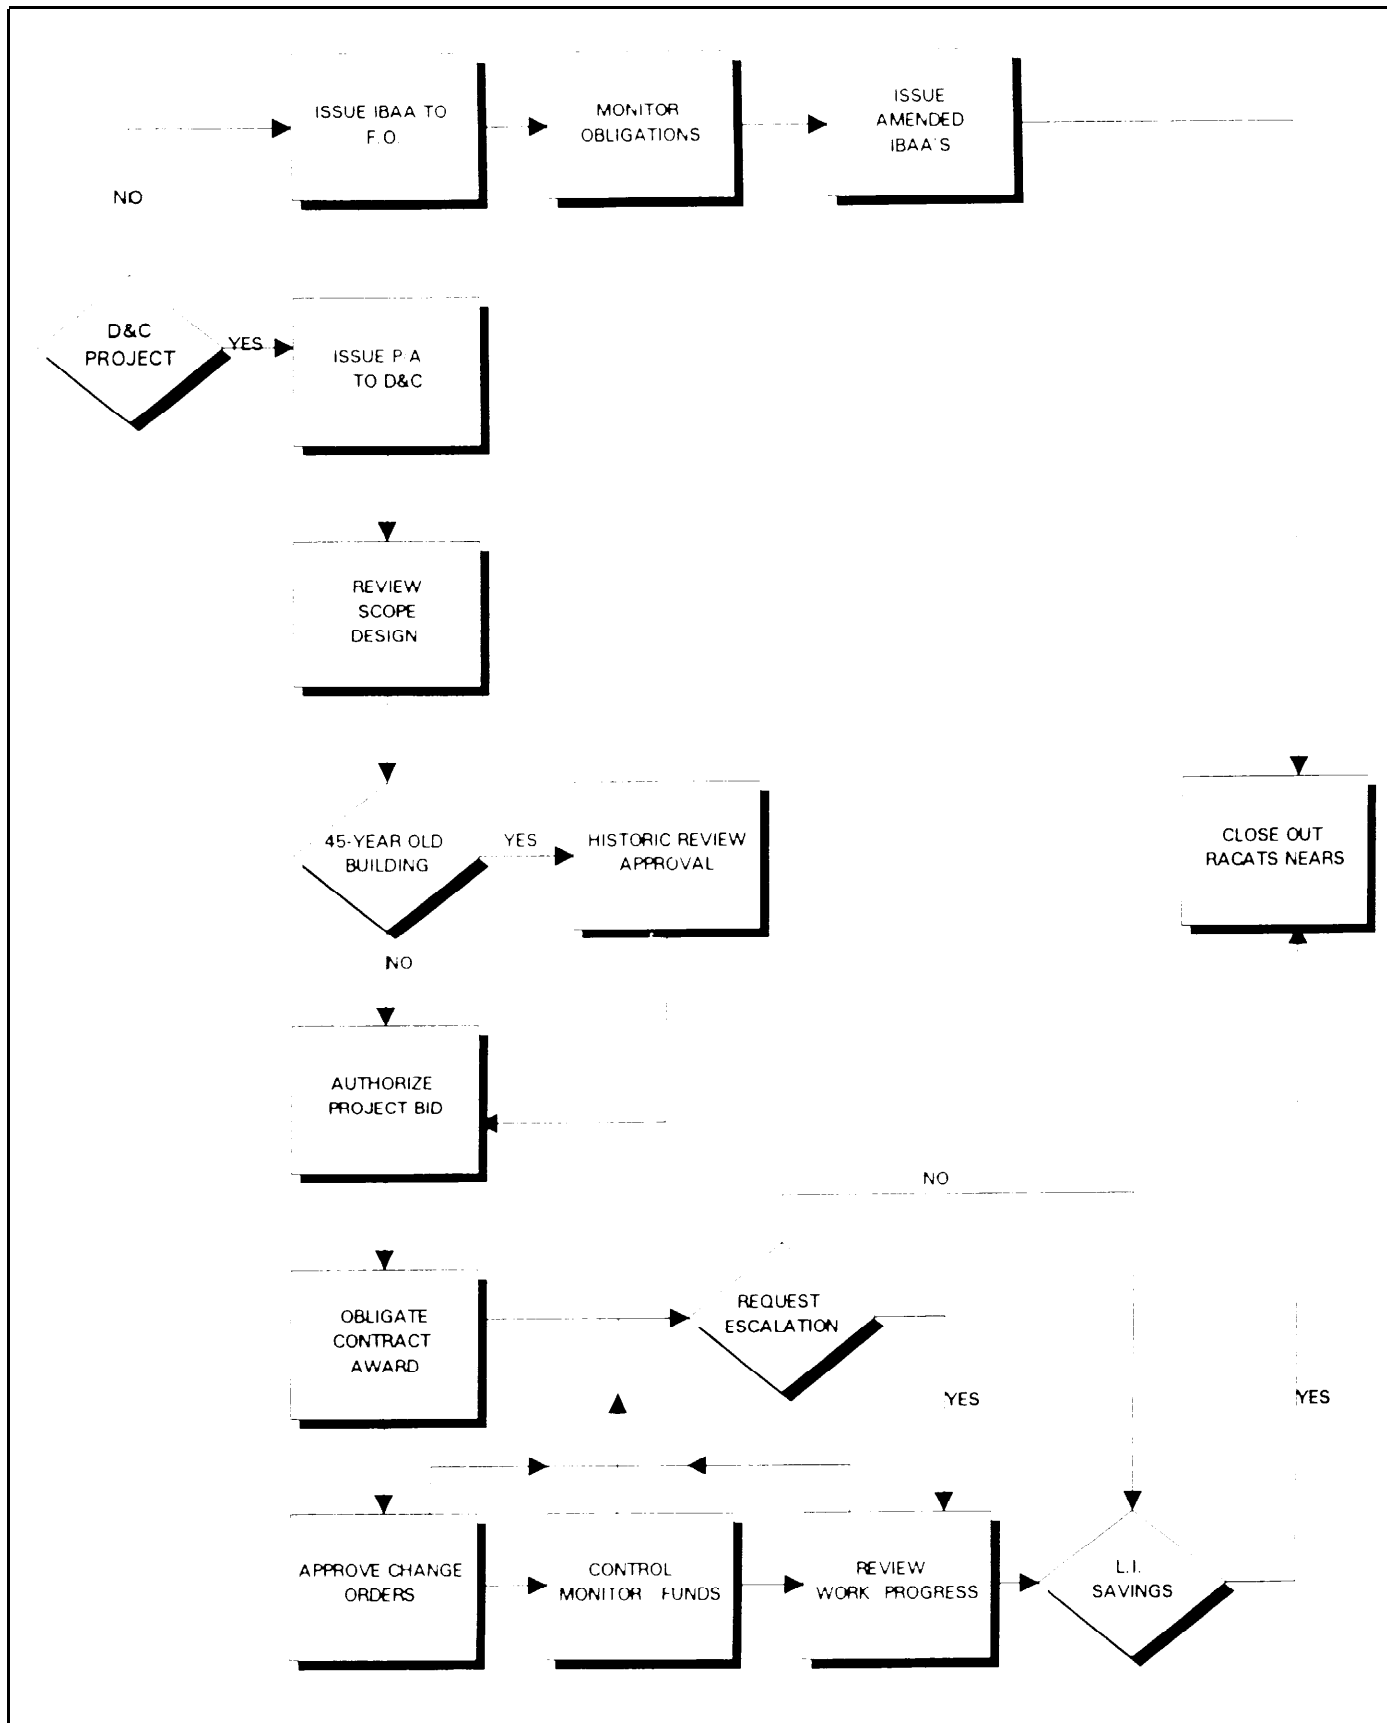 ISSUE IBAA TO
F.O.
MONITOR
OBLIGATIONS
ISSUE
AMENDED
IBAA'S
NO
D&C
PROJECT
YES
ISSUE P A
TO D&C
REVIEW
SCOPE
DESIGN
45-YEAR OLD
BUILDING
YES
HISTORIC REVIEW
APPROVAL
CLOSE OUT
RACATS NEARS
NO
AUTHORIZE
PROJECT BID
NO
REQUEST
ESCALATION
OBLIGATE
CONTRACT
AWARD
YES
YES
APPROVE CHANGE
ORDERS
CONTROL
MONITOR FUNDS
REVIEW
WORK PROGRESS
L.I.
SAVINGS